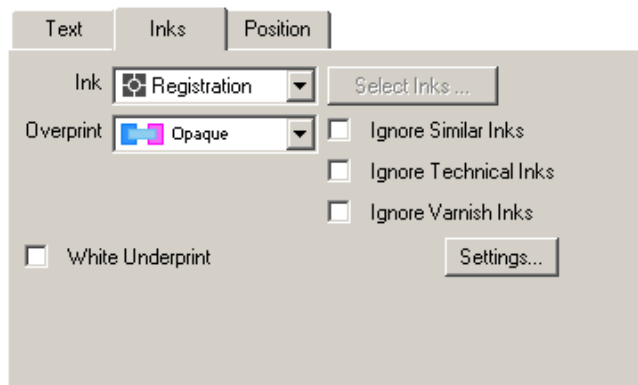 Text Inks Position
Ink Registration Select Inks ...
Overprint Opaque Ignore Similar Inks
Ignore Technical Inks
Ignore Varnish Inks
White Underprint Settings...